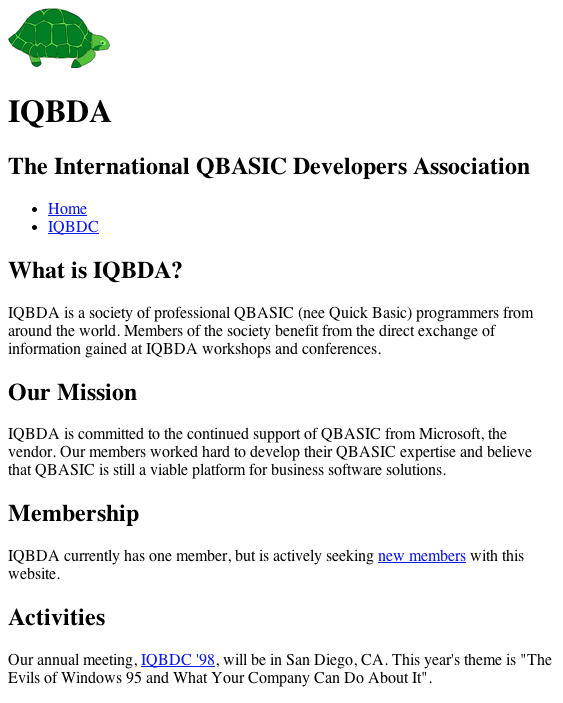 IQBDA
The International QBASIC Developers Association
Home
IQBDC
What is IQBDA?
IQBDA is a society of professional QBASIC (nee Quick Basic) programmers from
around the world. Members of the society benefit from the direct exchange of
information gained at IQBDA workshops and conferences.
Our Mission
IQBDA is committed to the continued support of QBASIC from Microsoft, the
vendor. Our members worked hard to develop their QBASIC expertise and believe
that QBASIC is still a viable platform for business software solutions.
Membership
IQBDA currently has one member, but is actively seeking new members with this
website.
Activities
Our annual meeting, IQBDC '98, will be in San Diego, CA. This year's theme is "The
Evils of Windows 95 and What Your Company Can Do About It".